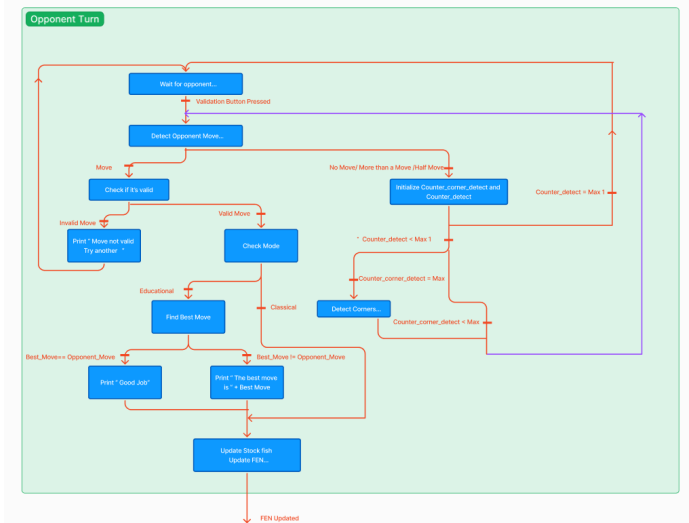 Opponent Turn
Wait for opponent...
Validation Button Pressed
Detect Opponent Move...
Move
No Move/ More than a Move /Half Move
Check if it's valid
Initialize Counter_corner_detect and
Counter_detect
Counter_detect = Max 1
Invalid Move
Valid Move
Print " Move not valid
Try another "
Check Mode
" Counter_detect < Max 1
Counter_corner_detect = Max
Educational
Classical
Find Best Move
Detect Corners...
Counter_corner_detect < Max
Best_Move== Opponent_Move
Best_Move != Opponent_Move
Print " Good Job"
Print " The best move
is " + Best Move
Update Stock fish
Update FEN...
FEN Updated